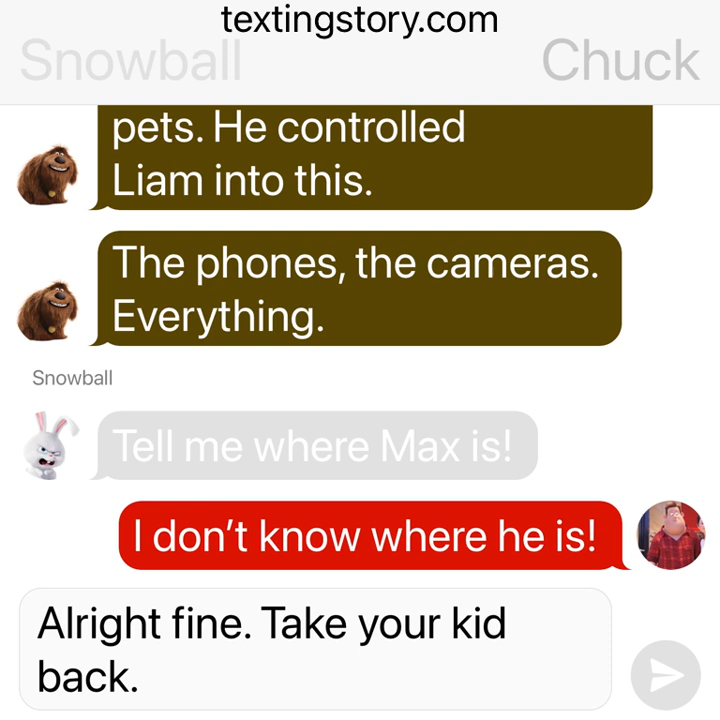 textingstory.com
Snowball
Chuck
pets. He controlled
Liam into this.
The phones, the cameras.
Everything.
Snowball
Tell me where Max is!
I don’t know where he is!
Alright fine. Take your kid
back.